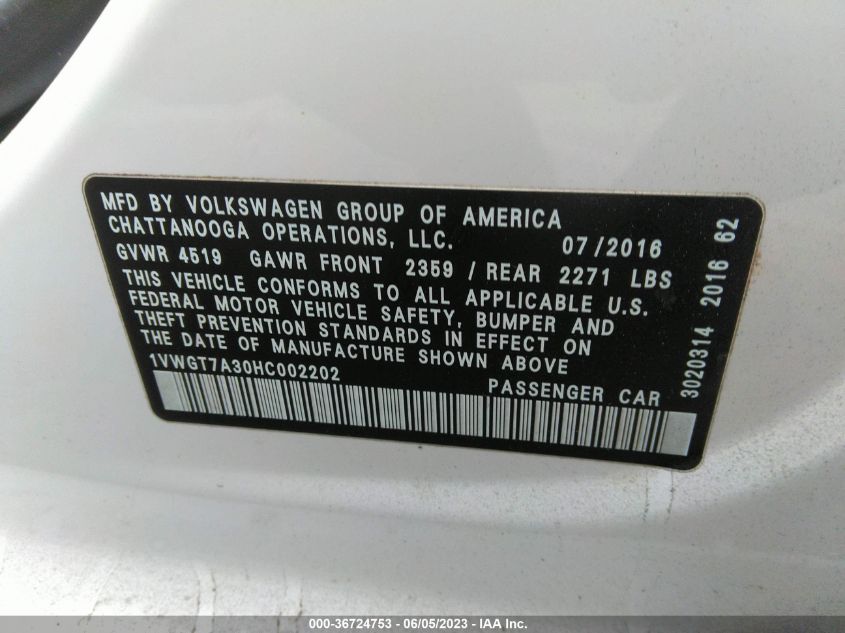 MFD BY VOLKSWAGEN GROUP OF AMERICA
CHATTANOOGA OPERATIONS, LLC. 07/2016
GVWR 4519 GAWR FRONT 2359 / REAR 2271 LBS
THIS VEHICLE CONFORMS TO ALL APPLICABLE U.S.
FEDERAL MOTOR VEHICLE SAFETY, BUMPER AND
THEFT PREVENTION STANDARDS IN EFFECT ON
THE DATE OF MANUFACTURE SHOWN ABOVE
1VWGT7A30HC002202 PASSENGER CAR
3020314 2016 62
000-36724753 - 06/05/2023 - IAA Inc.